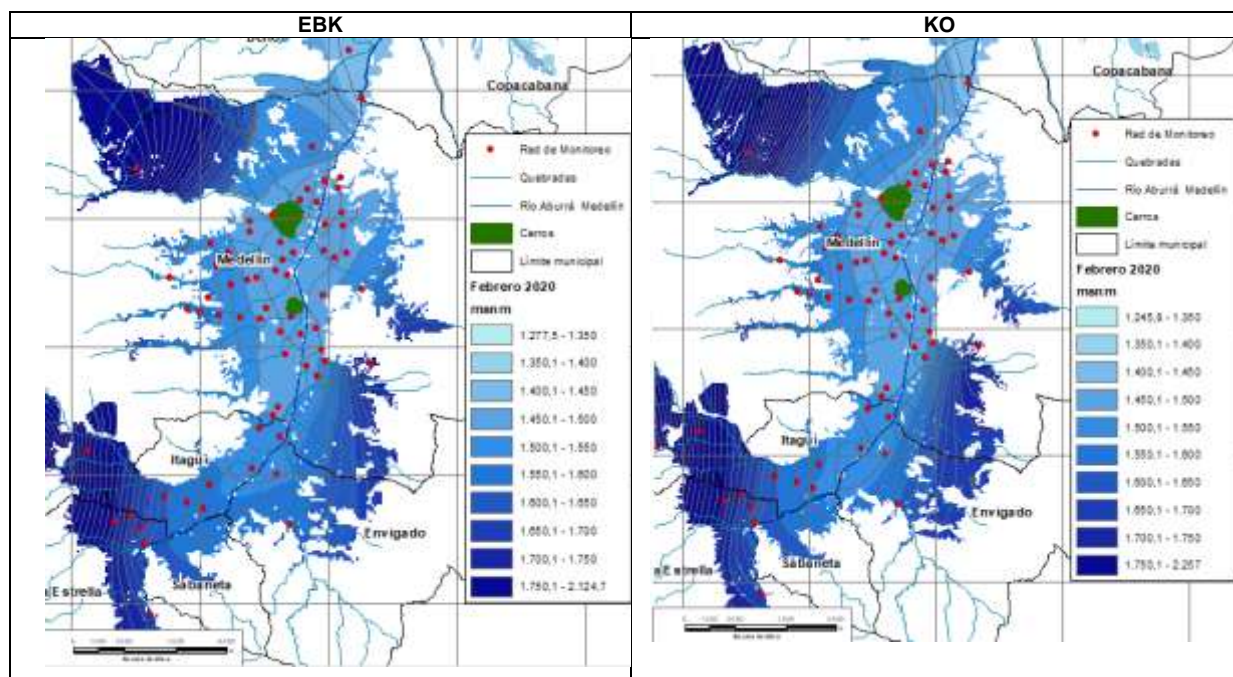 EBK
KO
Copacabana
Red de Monitoreo
Quebradas
Río Aburrá Medellín
Cerros
Límite municipal
Febrero 2020
msnm
1.277,5 - 1.350
1.350,1 - 1.400
1.400,1 - 1.450
1.450,1 - 1.500
1.500,1 - 1.550
1.550,1 - 1.600
1.600,1 - 1.650
1.650,1 - 1.700
1.700,1 - 1.750
1.750,1 - 2.124,7
Medellín
Itagüí
Envigado
Sabaneta
a Estrella
Copacabana
Red de Monitoreo
Quebradas
Río Aburrá Medellín
Cerros
Límite municipal
Febrero 2020
msnm
1.350,1 - 1.400
1.400,1 - 1.450
1.450,1 - 1.500
1.500,1 - 1.550
1.550,1 - 1.600
1.600,1 - 1.650
1.650,1 - 1.700
1.700,1 - 1.750
1.750,1 - 2.257
Medellín
Itagüí
Envigado
Sabaneta
a Estrella